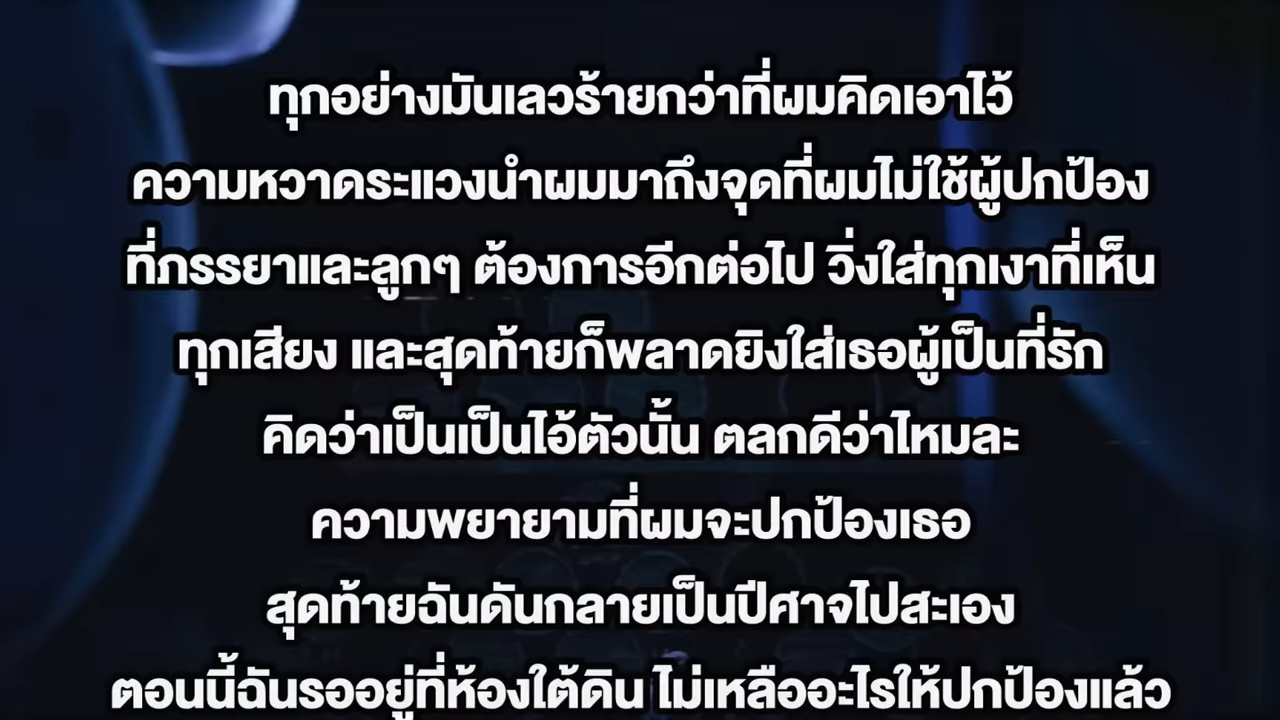 ทุกอย่างมันเลวร้ายกว่าที่ผมคิดเอาไว้
ความหวาดระแวงนำผมมาถึงจุดที่ผมไม่ใช้ผู้ปกป้อง
ที่ภรรยาและลูกๆ ต้องการอีกต่อไป วิ่งใส่ทุกเงาที่เห็น
ทุกเสียง และสุดท้ายก็พลาดยิงใส่เธอผู้เป็นที่รัก
คิดว่าเป็นเป็นไอ้ตัวนั้น ตลกดีว่าไหมละ
ความพยายามที่ผมจะปกป้องเธอ
สุดท้ายฉันดันกลายเป็นปีศาจไปสะเอง
ตอนนี้ฉันรออยู่ที่ห้องใต้ดิน ไม่เหลืออะไรให้ปกป้องแล้ว